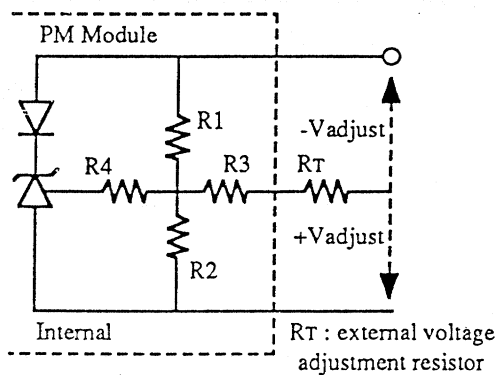 PM Module
R1
-Vadjust
R4
R3
RT
+Vadjust
R2
Internal
RT : external voltage
adjustment resistor